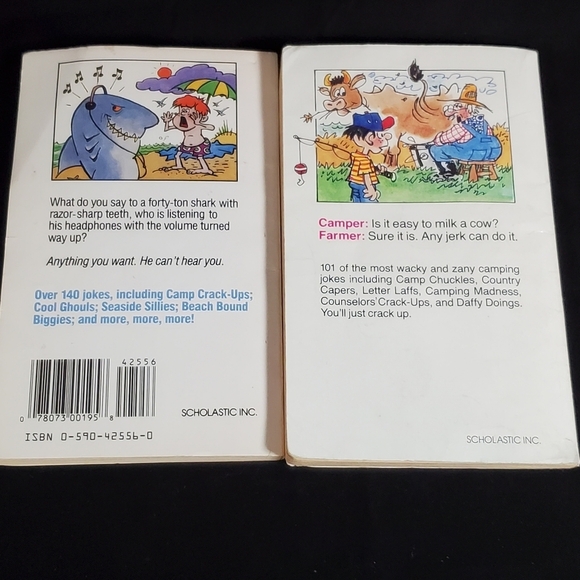 What do you say to a forty-ton shark with
razor-sharp teeth, who is listening to
his headphones with the volume turned
way up?
Anything you want. He can't hear you.
Over 140 jokes, including Camp Crack-Ups;
Cool Ghouls; Seaside Sillies; Beach Bound
Biggies; and more, more, more!
42556
0 78073 00195 8
SCHOLASTIC INC.
ISBN 0-590-42556-0
Camper: Is it easy to milk a cow?
Farmer: Sure it is. Any jerk can do it.
101 of the most wacky and zany camping
jokes including Camp Chuckles, Country
Capers, Letter Laffs, Camping Madness,
Counselors' Crack-Ups, and Daffy Doings.
You'll just crack up.
SCHOLASTIC INC.